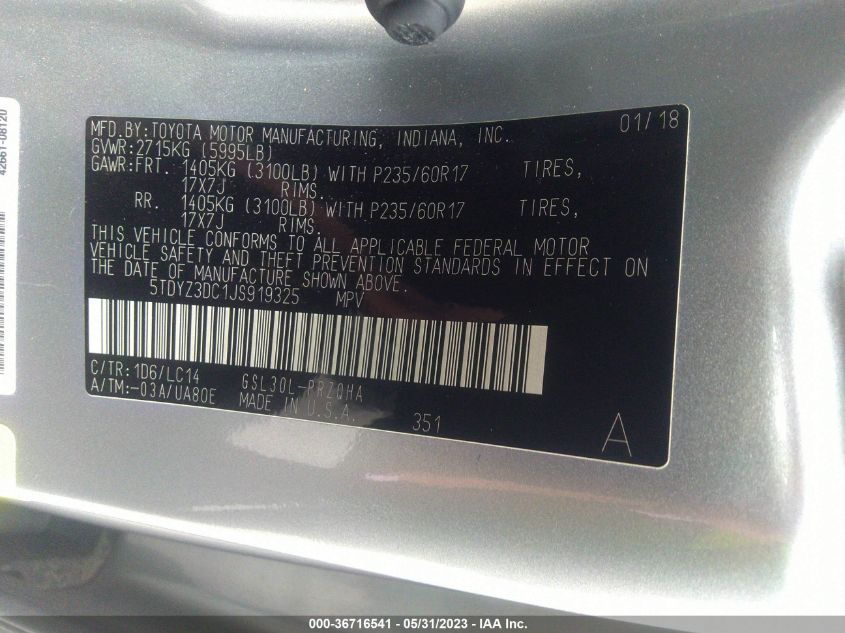 42661-08120
MFD.BY:TOYOTA MOTOR MANUFACTURING, INDIANA, INC. 01/18
GVWR:2715KG (5995LB)
GAWR:FRT. 1405KG (3100LB) WITH P235/60R17 TIRES,
17X7J RIMS.
RR. 1405KG (3100LB) WITH P235/60R17 TIRES,
17X7J RIMS.
THIS VEHICLE CONFORMS TO ALL APPLICABLE FEDERAL MOTOR
VEHICLE SAFETY AND THEFT PREVENTION STANDARDS IN EFFECT ON
THE DATE OF MANUFACTURE SHOWN ABOVE.
5TDYZ3DC1JS919325 MPV
C/TR:1D6/LC14 GSL30L-PRZQHA
A/TM:-03A/UA80E MADE IN U.S.A. 351 A
000-36716541 / 05/31/2023 - IAA Inc.